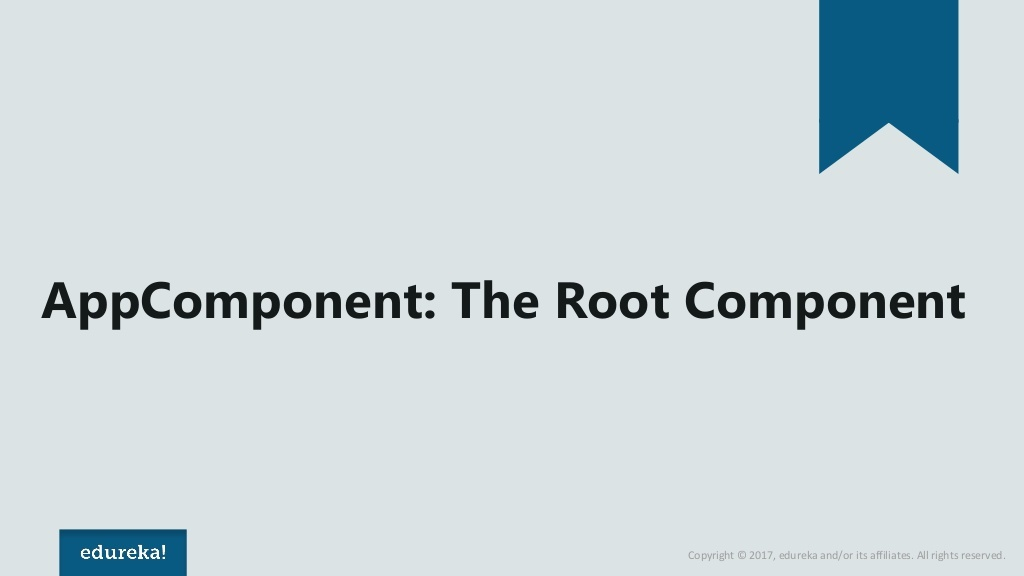 AppComponent: The Root Component
edureka!
Copyright © 2017, edureka and/or its affiliates. All rights reserved.